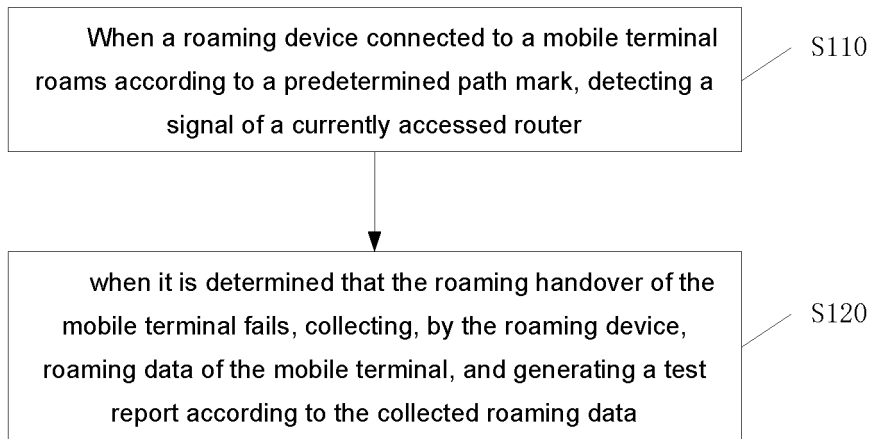 When a roaming device connected to a mobile terminal
roams according to a predetermined path mark, detecting a
signal of a currently accessed router
S110
when it is determined that the roaming handover of the
mobile terminal fails, collecting, by the roaming device,
roaming data of the mobile terminal, and generating a test
report according to the collected roaming data
S120